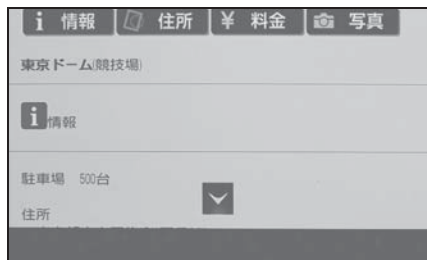 i 情報 住所 ¥ 料金 写真
東京ドーム(競技場)
i 情報
駐車場 500台
住所